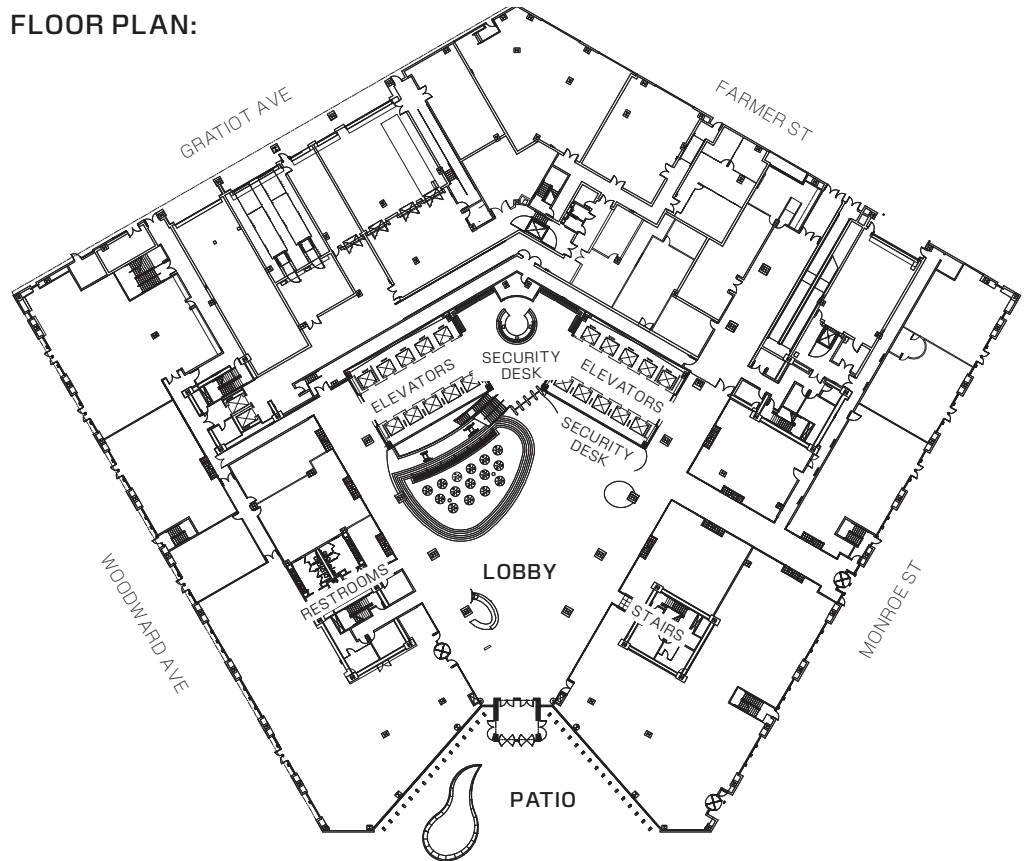 FLOOR PLAN:
GRATIOT AVE
FARMER ST
ELEVATORS
SECURITY
DESK
ELEVATORS
SECURITY
DESK
LOBBY
RESTROOMS
STAIRS
WOODWARD AVE
MONROE ST
PATIO